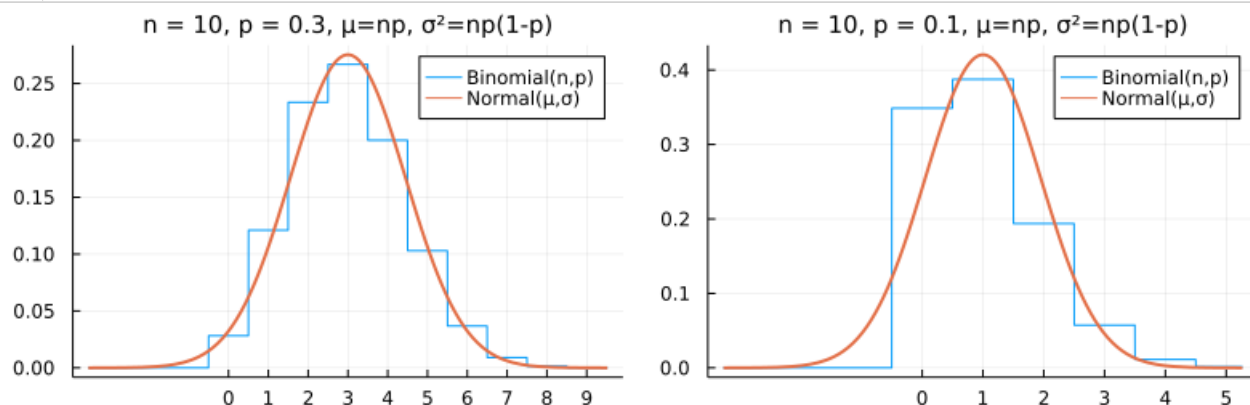 n = 10, p = 0.3, μ=np, σ²=np(1-p)
Binomial(n,p)
Normal(μ,σ)
0.25
0.20
0.15
0.10
0.05
0.00
0 1 2 3 4 5 6 7 8 9
n = 10, p = 0.1, μ=np, σ²=np(1-p)
Binomial(n,p)
Normal(μ,σ)
0.4
0.3
0.2
0.1
0.0
0 1 2 3 4 5